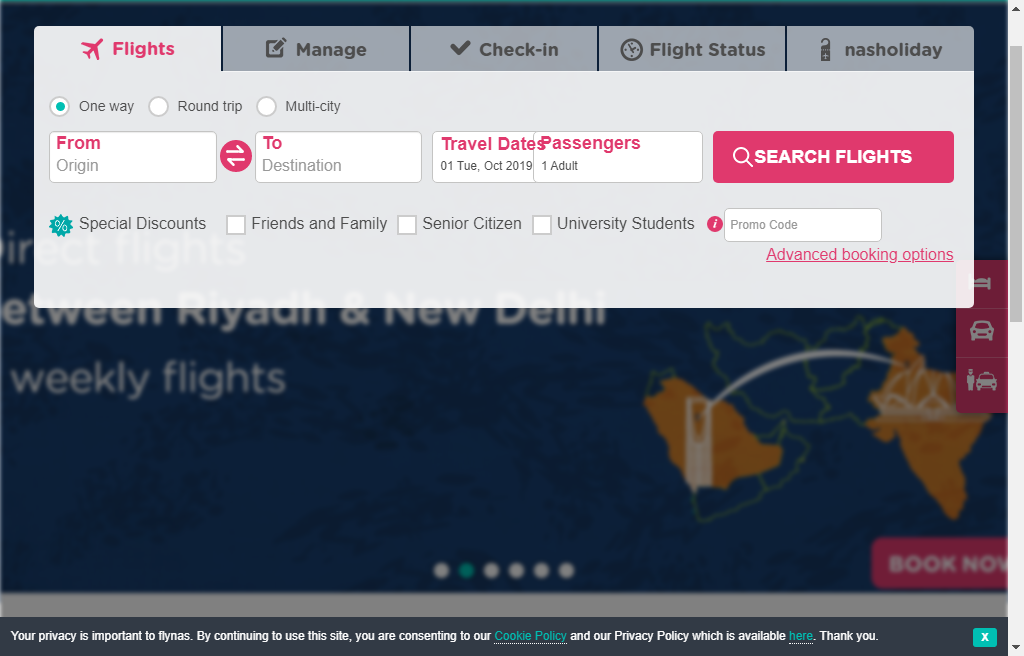 Flights
Manage
Check-in
Flight Status
nasholiday
One way
Round trip
Multi-city
From
Origin
To
Destination
Travel Dates
01 Tue, Oct 2019
Passengers
1 Adult
SEARCH FLIGHTS
Special Discounts
Friends and Family
Senior Citizen
University Students
i
Promo Code
Advanced booking options
irect flights
etween Riyadh & New Delhi
weekly flights
BOOK NOW
Your privacy is important to flynas. By continuing to use this site, you are consenting to our Cookie Policy and our Privacy Policy which is available here. Thank you.
X